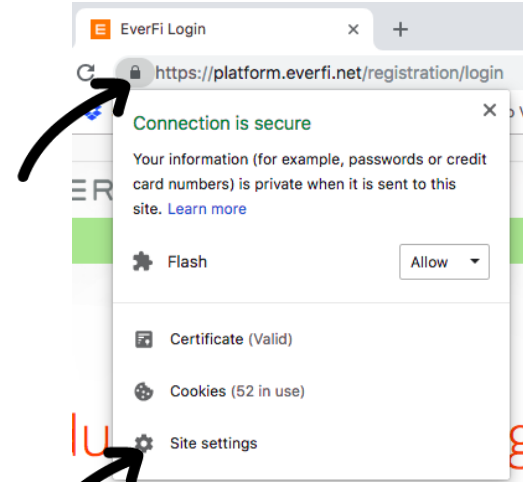 E EverFi Login × +
https://platform.everfi.net/registration/login
Connection is secure
Your information (for example, passwords or credit
card numbers) is private when it is sent to this
site. Learn more
ER
Flash Allow
Certificate (Valid)
Cookies (52 in use)
Site settings
lu g